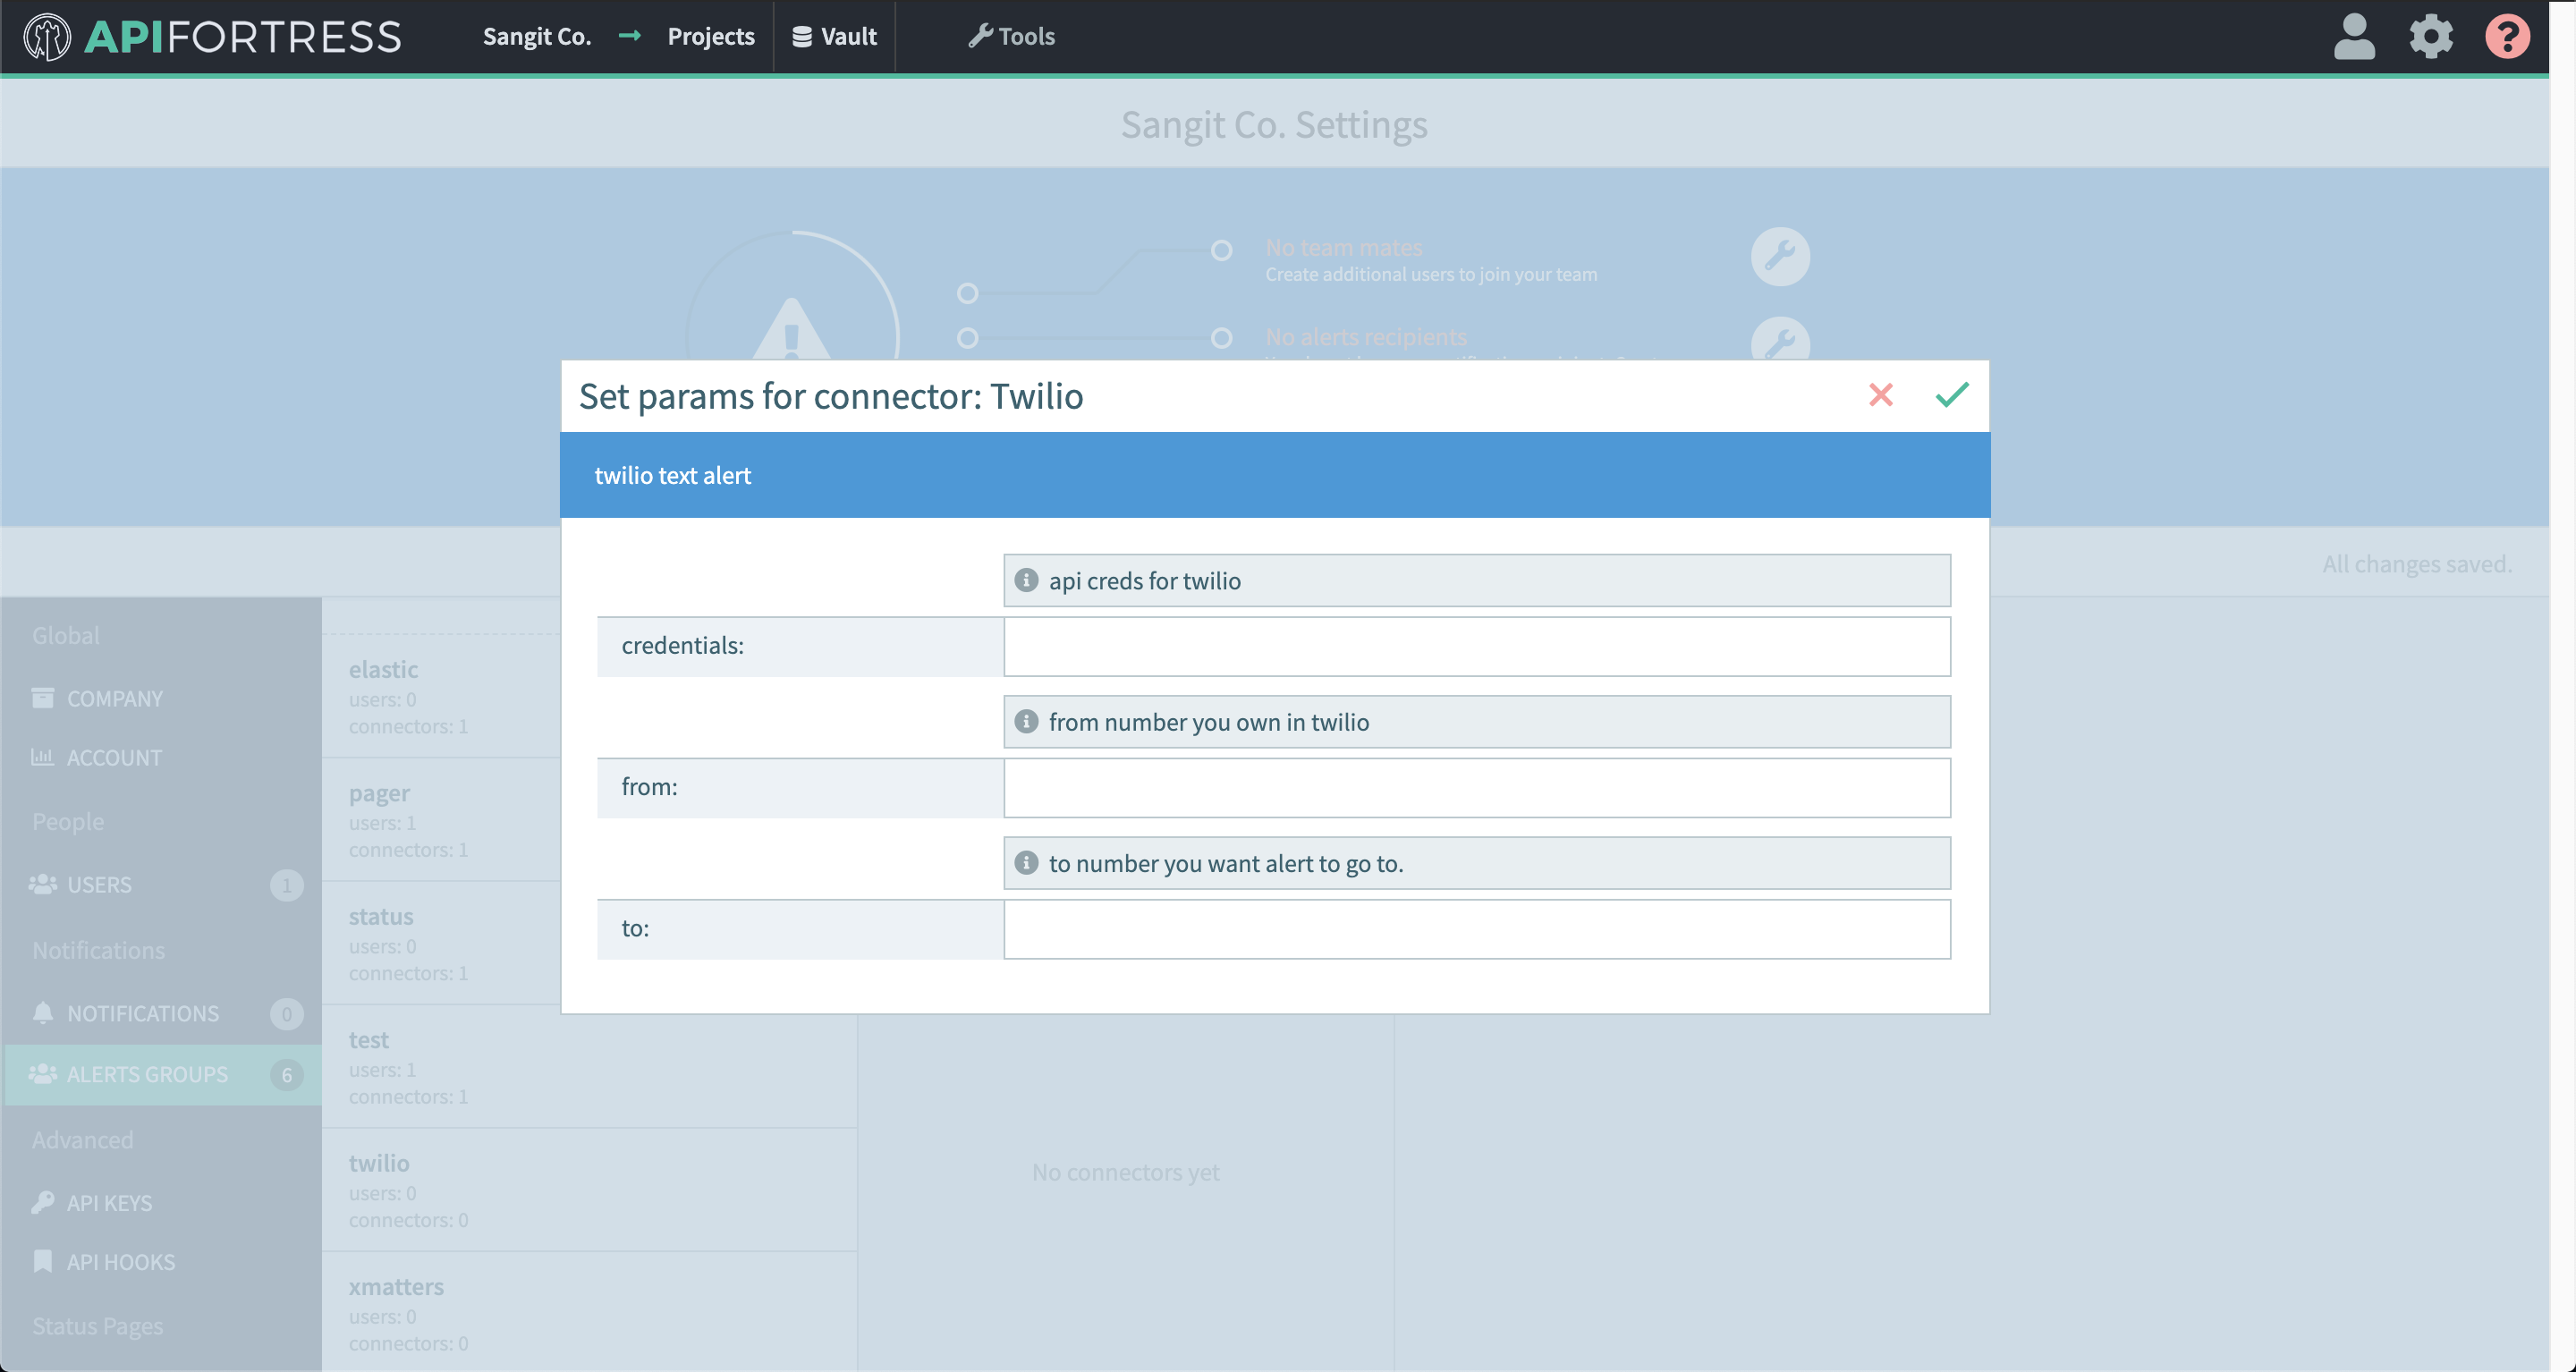 APIFORTRESS
Sangit Co. Projects Vault Tools
Sangit Co. Settings
No team mates
Create additional users to join your team
No alerts recipients
Set params for connector: Twilio
twilio text alert
api creds for twilio
credentials:
from number you own in twilio
from:
to number you want alert to go to.
to:
All changes saved.
Global
COMPANY
ACCOUNT
People
USERS 1
Notifications
NOTIFICATIONS 0
ALERTS GROUPS 6
Advanced
API KEYS
API HOOKS
Status Pages
elastic
users: 0
connectors: 1
pager
users: 1
connectors: 1
status
users: 0
connectors: 1
test
users: 1
connectors: 1
twilio
users: 0
connectors: 0
xmatters
users: 0
connectors: 0
No connectors yet